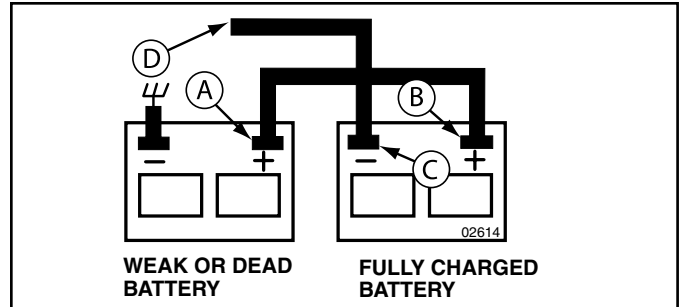 D
A
B
C
− + − +
02614
WEAK OR DEAD
BATTERY
FULLY CHARGED
BATTERY